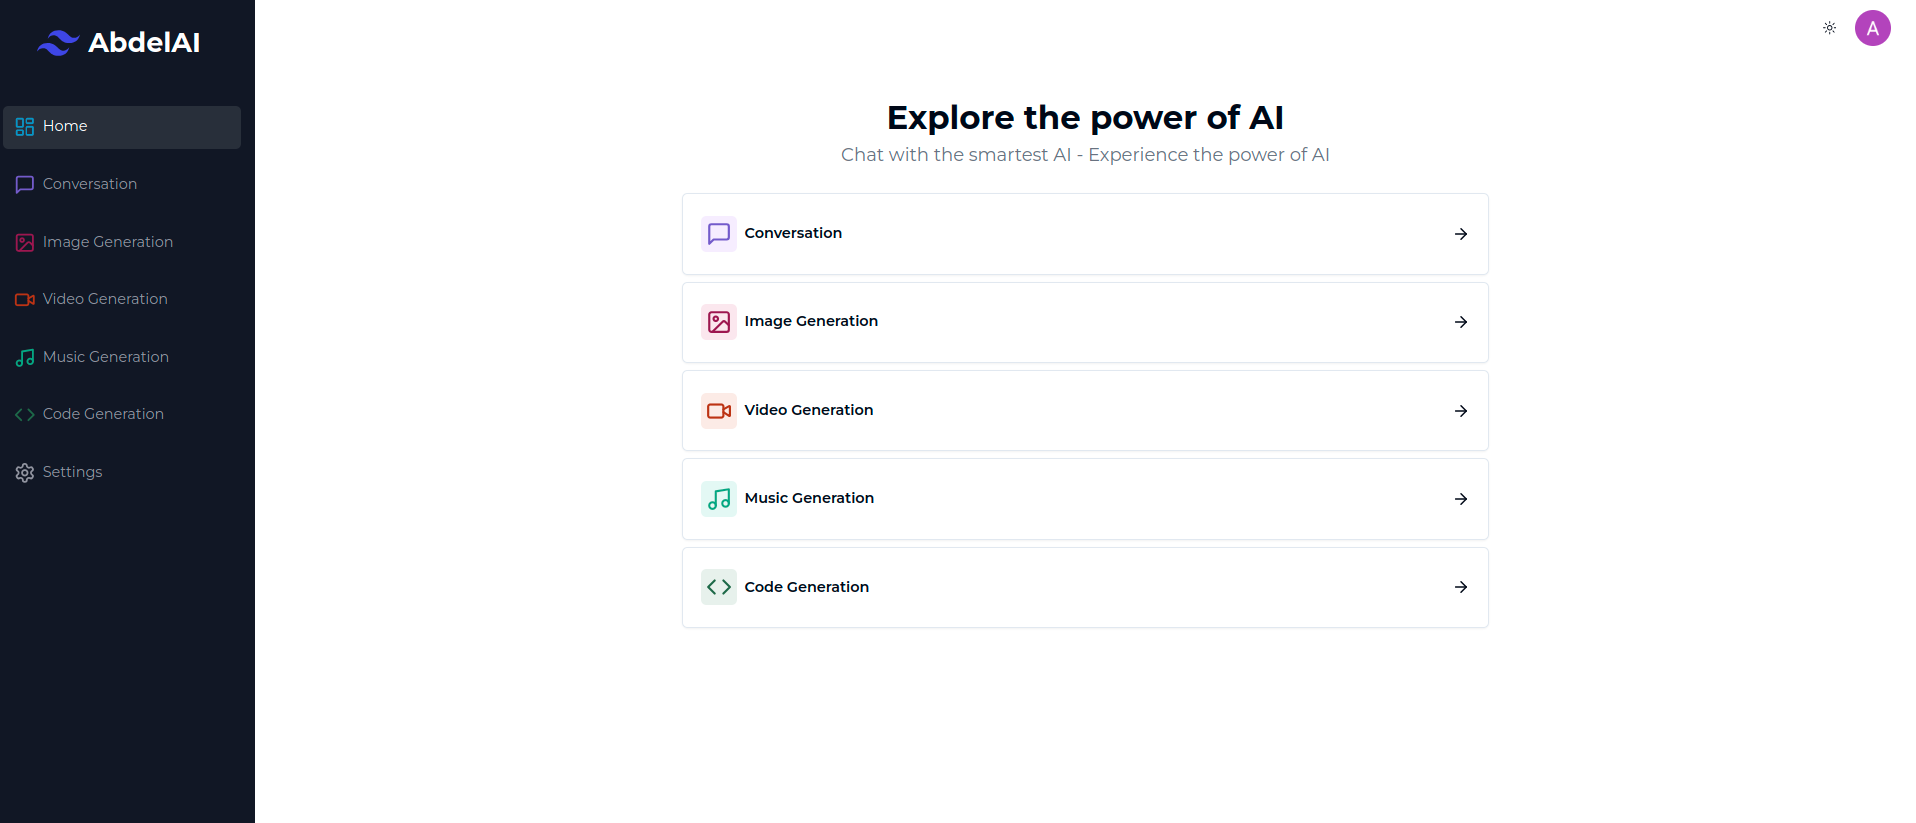 AbdelAI
Home
Conversation
Image Generation
Video Generation
Music Generation
Code Generation
Settings
A
Explore the power of AI
Chat with the smartest AI - Experience the power of AI
Conversation
Image Generation
Video Generation
Music Generation
Code Generation